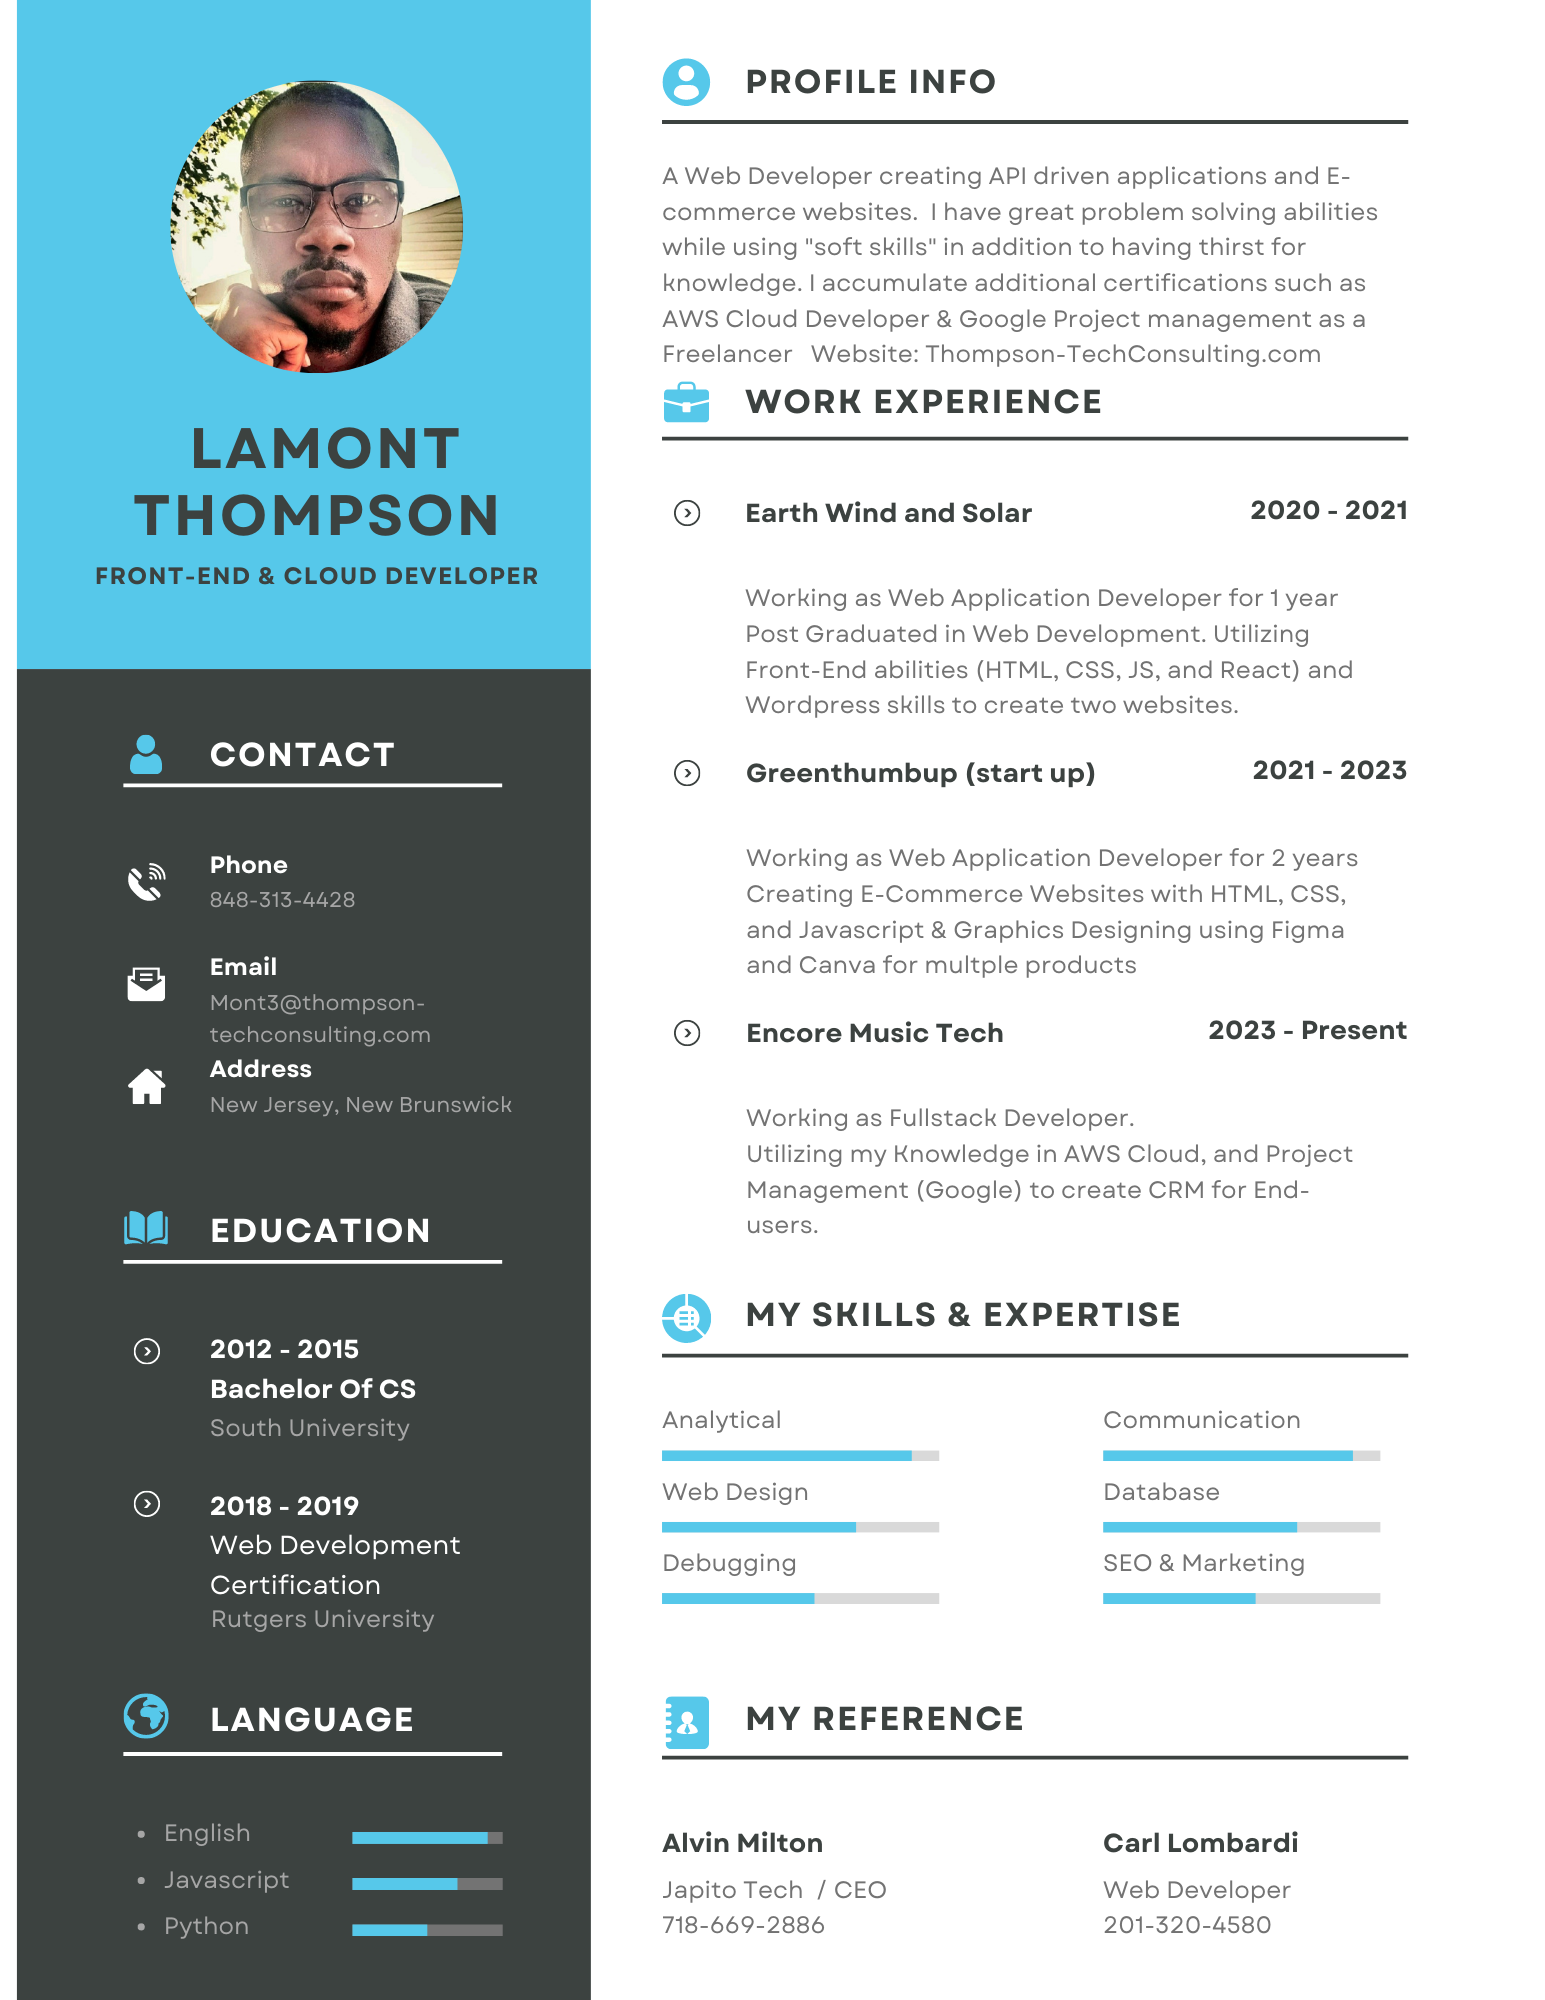 LAMONT
THOMPSON
FRONT-END & CLOUD DEVELOPER
CONTACT
Phone
848-313-4428
Email
Mont3@thompson-
techconsulting.com
Address
New Jersey, New Brunswick
EDUCATION
2012 - 2015
Bachelor Of CS
South University
2018 - 2019
Web Development
Certification
Rutgers University
LANGUAGE
• English
• Javascript
• Python
PROFILE INFO
A Web Developer creating API driven applications and E-
commerce websites.  I have great problem solving abilities
while using "soft skills" in addition to having thirst for
knowledge. I accumulate additional certifications such as
AWS Cloud Developer & Google Project management as a
Freelancer   Website: Thompson-TechConsulting.com
WORK EXPERIENCE
Earth Wind and Solar 2020 - 2021
Working as Web Application Developer for 1 year
Post Graduated in Web Development. Utilizing
Front-End abilities (HTML, CSS, JS, and React) and
Wordpress skills to create two websites.
Greenthumbup (start up) 2021 - 2023
Working as Web Application Developer for 2 years
Creating E-Commerce Websites with HTML, CSS,
and Javascript & Graphics Designing using Figma
and Canva for multple products
Encore Music Tech 2023 - Present
Working as Fullstack Developer.
Utilizing my Knowledge in AWS Cloud, and Project
Management (Google) to create CRM for End-
users.
MY SKILLS & EXPERTISE
Analytical Communication
Web Design Database
Debugging SEO & Marketing
MY REFERENCE
Alvin Milton
Japito Tech  / CEO
718-669-2886
Carl Lombardi
Web Developer
201-320-4580